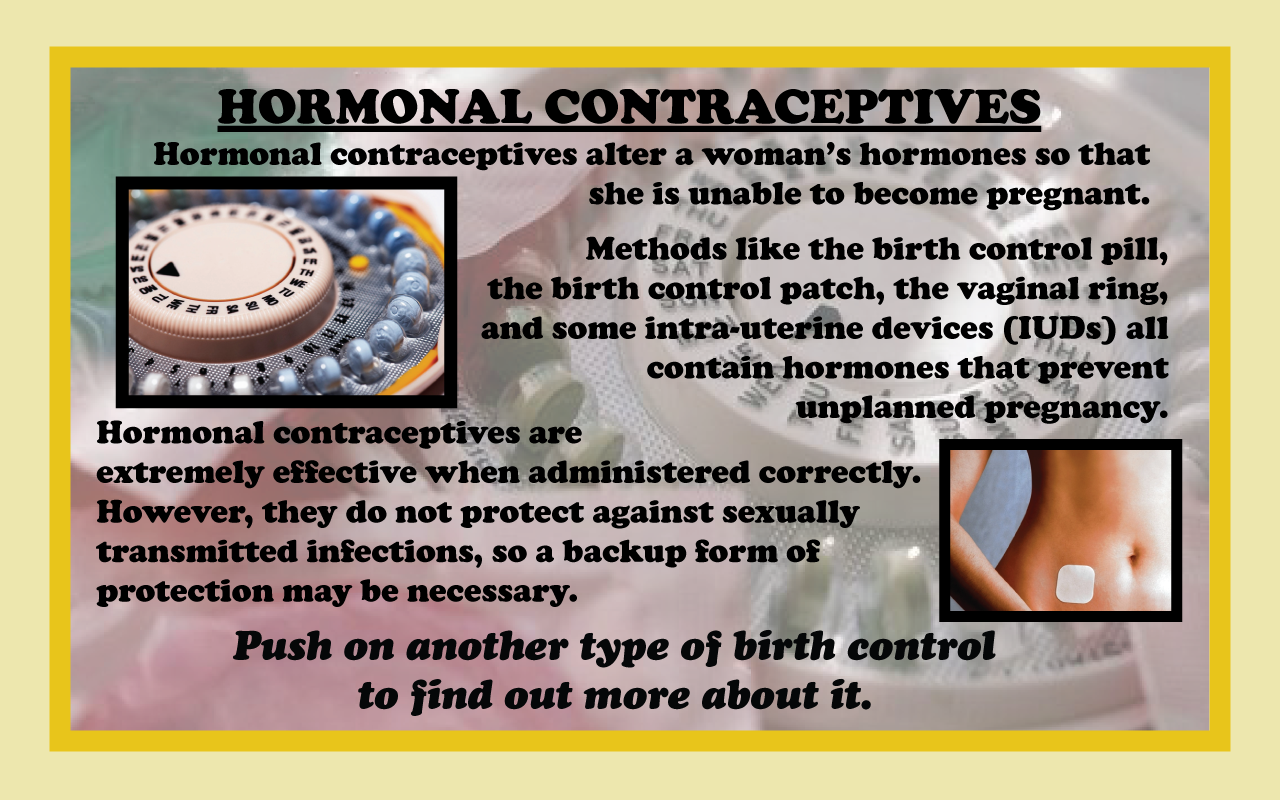 HORMONAL CONTRACEPTIVES
Hormonal contraceptives alter a woman’s hormones so that
she is unable to become pregnant.
Methods like the birth control pill,
the birth control patch, the vaginal ring,
and some intra-uterine devices (IUDs) all
contain hormones that prevent
unplanned pregnancy.
Hormonal contraceptives are
extremely effective when administered correctly.
However, they do not protect against sexually
transmitted infections, so a backup form of
protection may be necessary.
Push on another type of birth control
to find out more about it.